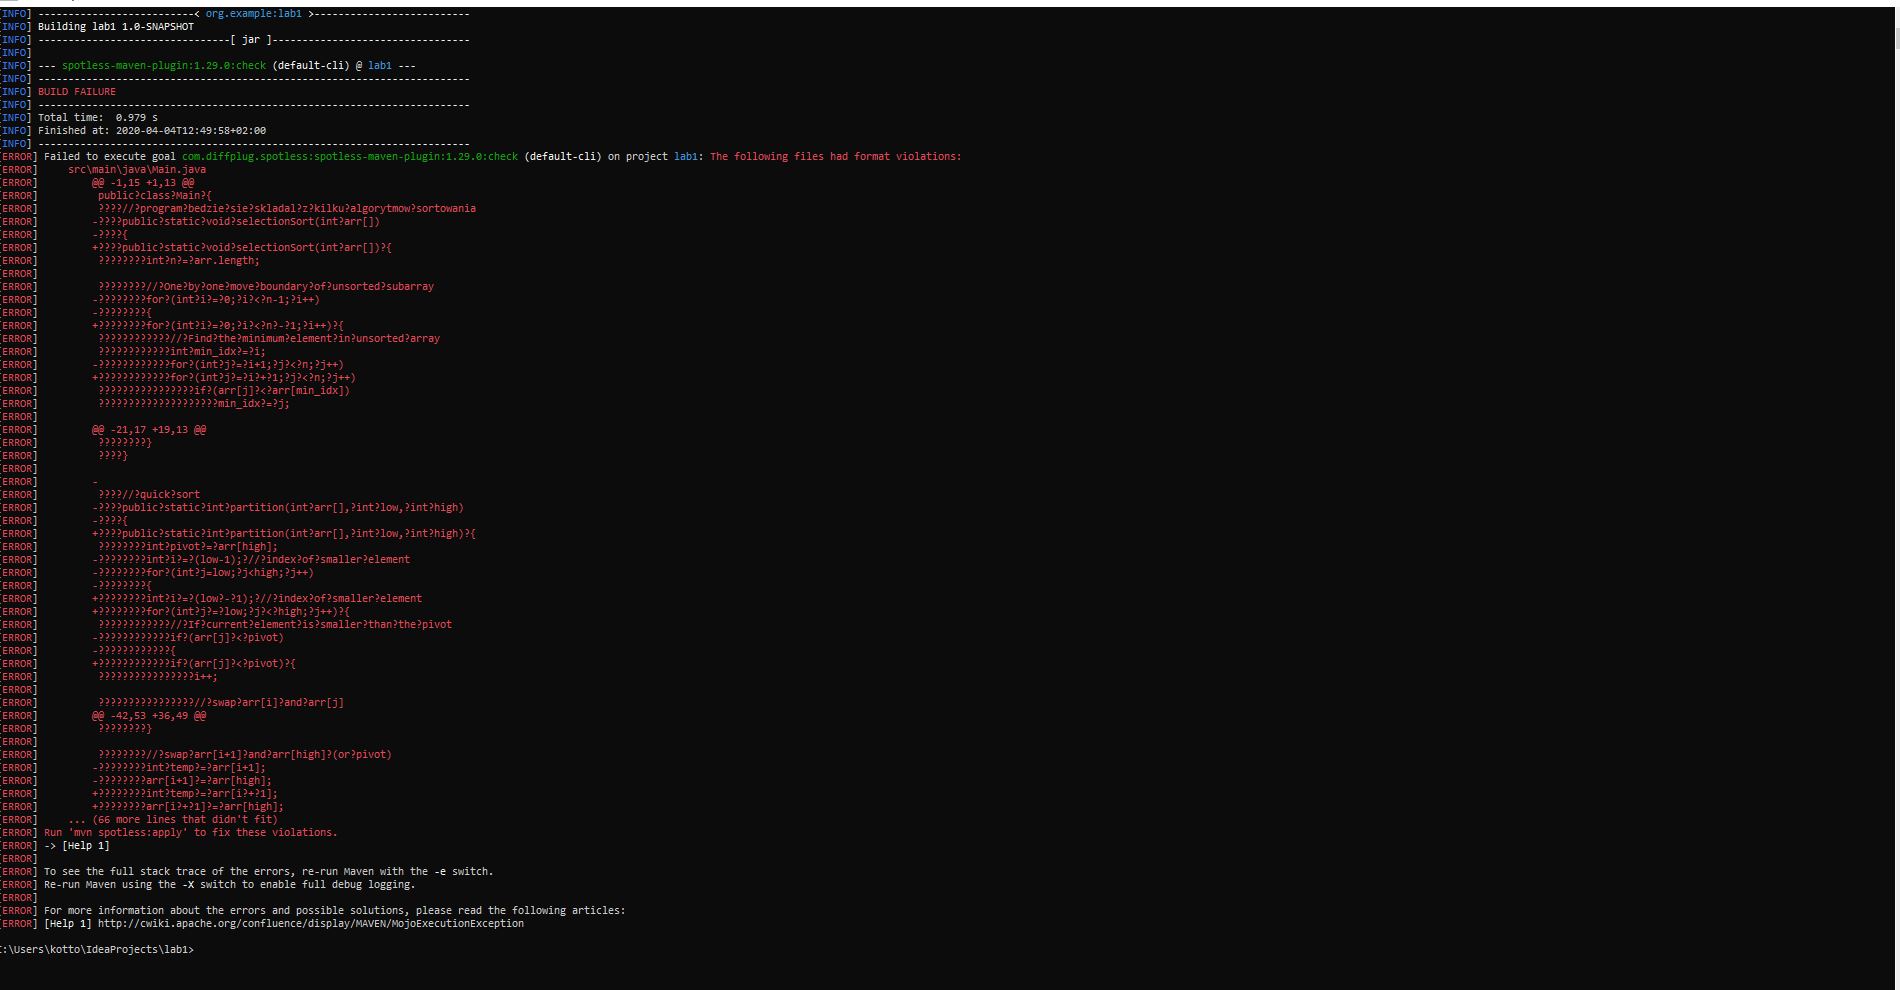 [INFO] --------------------------< org.example:lab1 >--------------------------
[INFO] Building lab1 1.0-SNAPSHOT
[INFO] --------------------------------[ jar ]---------------------------------
[INFO]
[INFO] --- spotless-maven-plugin:1.29.0:check (default-cli) @ lab1 ---
[INFO] ------------------------------------------------------------------------
[INFO] BUILD FAILURE
[INFO] ------------------------------------------------------------------------
[INFO] Total time:  0.979 s
[INFO] Finished at: 2020-04-04T12:49:58+02:00
[INFO] ------------------------------------------------------------------------
[ERROR] Failed to execute goal com.diffplug.spotless:spotless-maven-plugin:1.29.0:check (default-cli) on project lab1: The following files had format violations:
[ERROR]     src\main\java\Main.java
[ERROR]         @@ -1,15 +1,13 @@
[ERROR]          public?class?Main?{
[ERROR]          ????//?program?bedzie?sie?skladal?z?kilku?algorytmow?sortowania
[ERROR]         -????public?static?void?selectionSort(int?arr[])
[ERROR]         -????{
[ERROR]         +????public?static?void?selectionSort(int?arr[])?{
[ERROR]          ????????int?n?=?arr.length;
[ERROR]
[ERROR]          ????????//?One?by?one?move?boundary?of?unsorted?subarray
[ERROR]         -????????for?(int?i?=?0;?i?<?n-1;?i++)
[ERROR]         -????????{
[ERROR]         +????????for?(int?i?=?0;?i?<?n?-?1;?i++)?{
[ERROR]          ????????????//?Find?the?minimum?element?in?unsorted?array
[ERROR]          ????????????int?min_idx?=?i;
[ERROR]         -????????????for?(int?j?=?i+1;?j?<?n;?j++)
[ERROR]         +????????????for?(int?j?=?i?+?1;?j?<?n;?j++)
[ERROR]          ????????????????if?(arr[j]?<?arr[min_idx])
[ERROR]          ????????????????????min_idx?=?j;
[ERROR]
[ERROR]         @@ -21,17 +19,13 @@
[ERROR]          ????????}
[ERROR]          ????}
[ERROR]
[ERROR]         -
[ERROR]          ????//?quick?sort
[ERROR]         -????public?static?int?partition(int?arr[],?int?low,?int?high)
[ERROR]         -????{
[ERROR]         +????public?static?int?partition(int?arr[],?int?low,?int?high)?{
[ERROR]          ????????int?pivot?=?arr[high];
[ERROR]         -????????int?i?=?(low-1);?//?index?of?smaller?element
[ERROR]         -????????for?(int?j=low;?j<high;?j++)
[ERROR]         -????????{
[ERROR]         +????????int?i?=?(low?-?1);?//?index?of?smaller?element
[ERROR]         +????????for?(int?j?=?low;?j?<?high;?j++)?{
[ERROR]          ????????????//?If?current?element?is?smaller?than?the?pivot
[ERROR]         -????????????if?(arr[j]?<?pivot)
[ERROR]         -????????????{
[ERROR]         +????????????if?(arr[j]?<?pivot)?{
[ERROR]          ????????????????i++;
[ERROR]
[ERROR]          ????????????????//?swap?arr[i]?and?arr[j]
[ERROR]         @@ -42,53 +36,49 @@
[ERROR]          ????????}
[ERROR]
[ERROR]          ????????//?swap?arr[i+1]?and?arr[high]?(or?pivot)
[ERROR]         -????????int?temp?=?arr[i+1];
[ERROR]         -????????arr[i+1]?=?arr[high];
[ERROR]         +????????int?temp?=?arr[i?+?1];
[ERROR]         +????????arr[i?+?1]?=?arr[high];
[ERROR]     ... (66 more lines that didn't fit)
[ERROR] Run 'mvn spotless:apply' to fix these violations.
[ERROR] -> [Help 1]
[ERROR]
[ERROR] To see the full stack trace of the errors, re-run Maven with the -e switch.
[ERROR] Re-run Maven using the -X switch to enable full debug logging.
[ERROR]
[ERROR] For more information about the errors and possible solutions, please read the following articles:
[ERROR] [Help 1] http://cwiki.apache.org/confluence/display/MAVEN/MojoExecutionException
C:\Users\kotto\IdeaProjects\lab1>